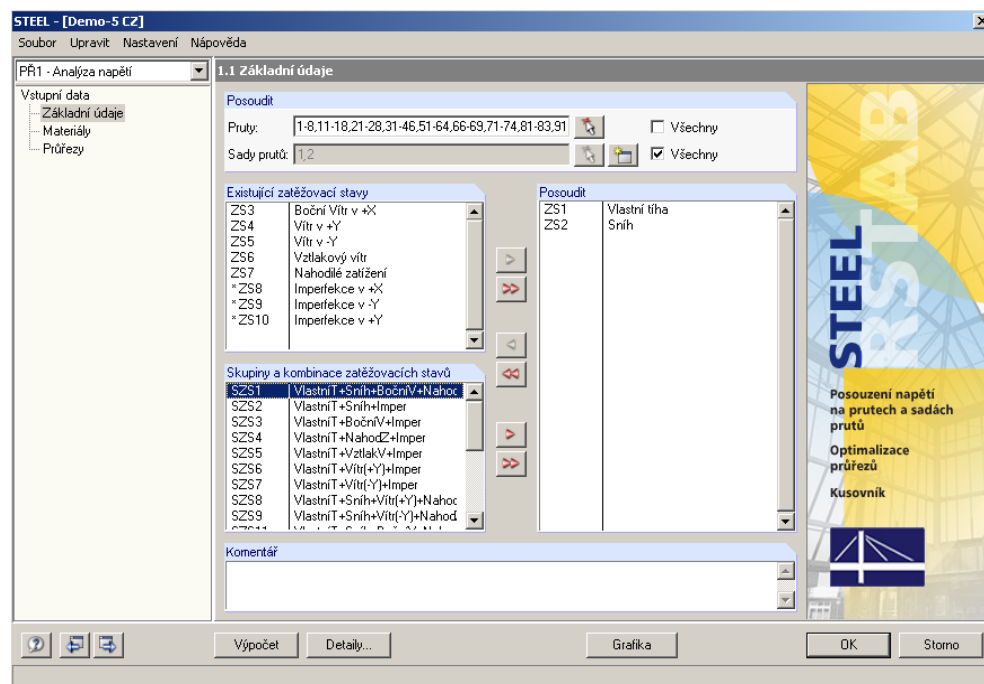 STEEL - [Demo-5 CZ]
Soubor Upravit Nastavení Nápověda
PŘ1 - Analýza napětí
1.1 Základní údaje
Vstupní data
Základní údaje
Materiály
Průřezy
Posoudit
Pruty: 1-8,11-18,21-28,31-46,51-64,66-69,71-74,81-83,91 Všechny
Sady prutů: 1,2 Všechny
Existující zatěžovací stavy
ZS3 Boční Vítr v +X
ZS4 Vítr v +Y
ZS5 Vítr v -Y
ZS6 Vztlakový vítr
ZS7 Nahodilé zatížení
*ZS8 Imperfekce v +X
*ZS9 Imperfekce v -Y
*ZS10 Imperfekce v +Y
Posoudit
ZS1 Vlastní tíha
ZS2 Sníh
>
>>
<
<<
>
>>
Skupiny a kombinace zatěžovacích stavů
SZS1 VlastníT+Sníh+BočníV+Nahoc
SZS2 VlastníT+Sníh+Imper
SZS3 VlastníT+BočníV+Imper
SZS4 VlastníT+NahodZ+Imper
SZS5 VlastníT+VztlakV+Imper
SZS6 VlastníT+Vítr(+Y)+Imper
SZS7 VlastníT+Vítr(-Y)+Imper
SZS8 VlastníT+Sníh+Vítr(+Y)+Nahoc
SZS9 VlastníT+Sníh+Vítr(-Y)+Nahod
Komentář
STEEL
RSTAB
Posouzení napětí
na prutech a sadách
prutů
Optimalizace
průřezů
Kusovník
Výpočet Detaily... Grafika OK Storno